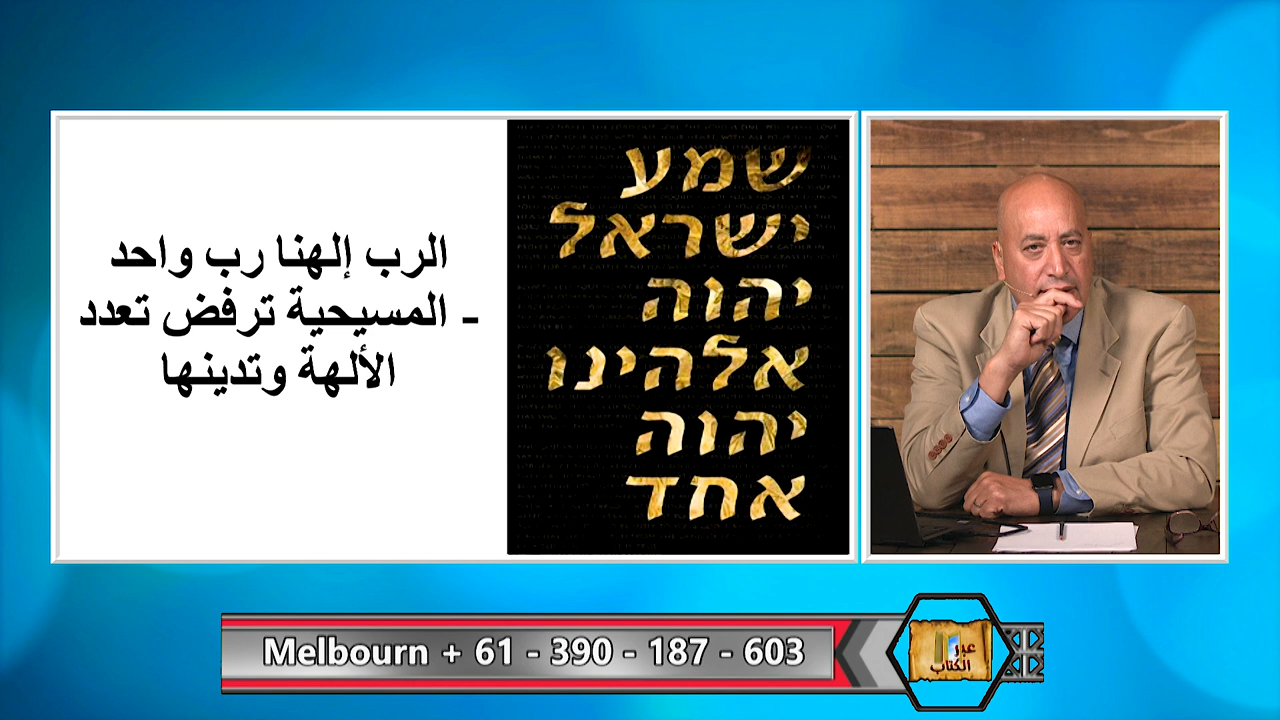 الرب إلهنا رب واحد
- المسيحية ترفض تعدد
الألهة وتدينها
שמע
ישראל
יהוה
אלהינו
יהוה
אחד
Melbourn + 61 - 390 - 187 - 603
عبر
الكتاب